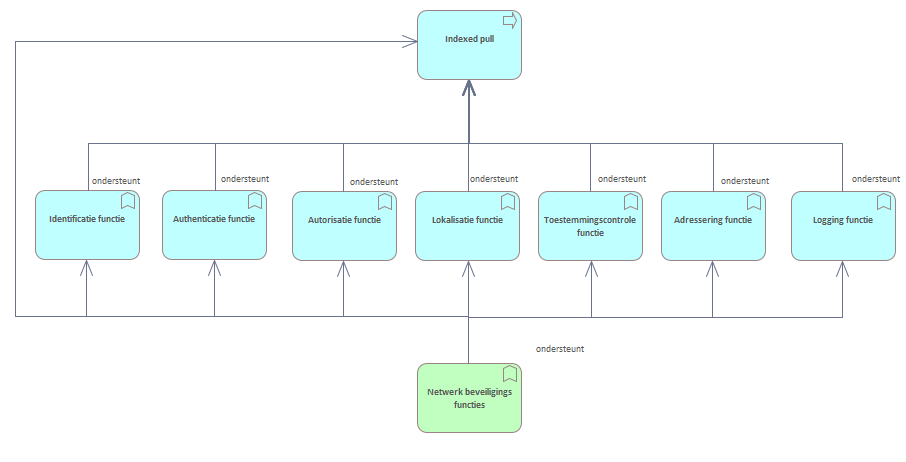 Indexed pull
ondersteunt
ondersteunt
ondersteunt
ondersteunt
ondersteunt
ondersteunt
ondersteunt
Identificatie functie
Authenticatie functie
Autorisatie functie
Lokalisatie functie
Toestemmingscontrole
functie
Adressering functie
Logging functie
ondersteunt
Netwerk beveiligings
functies